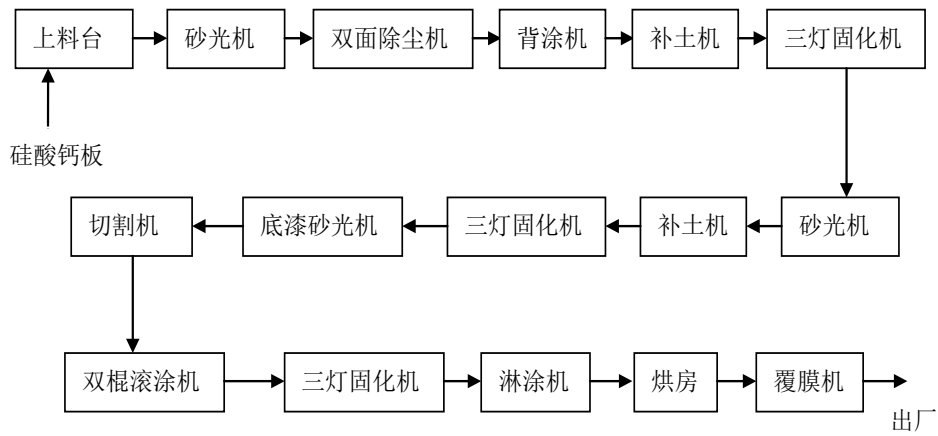 上料台
砂光机
双面除尘机
背涂机
补土机
三灯固化机
硅酸钙板
切割机
底漆砂光机
三灯固化机
补土机
砂光机
双棍滚涂机
三灯固化机
淋涂机
烘房
覆膜机
出厂